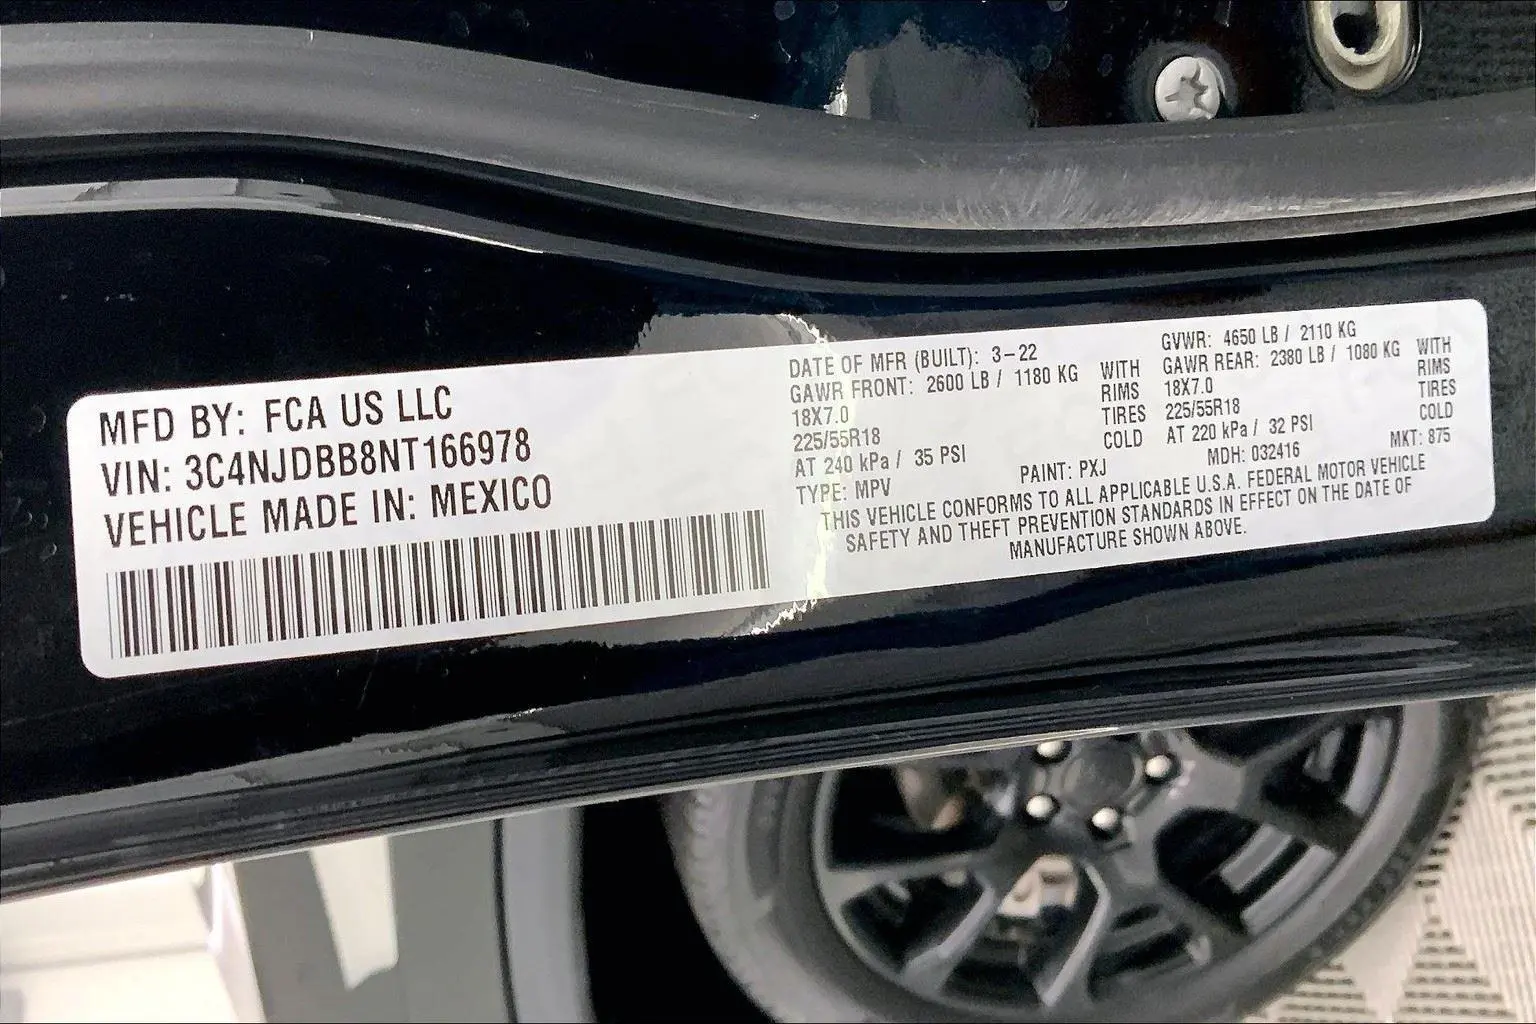 MFD BY: FCA US LLC
VIN: 3C4NJDBB8NT166978
VEHICLE MADE IN: MEXICO
DATE OF MFR (BUILT): 3-22
GAWR FRONT: 2600 LB / 1180 KG WITH
18X7.0 RIMS
225/55R18 TIRES
AT 240 kPa / 35 PSI COLD
TYPE: MPV
GVWR: 4650 LB / 2110 KG
GAWR REAR: 2380 LB / 1080 KG WITH
18X7.0 RIMS
225/55R18 TIRES
AT 220 kPa / 32 PSI COLD
PAINT: PXJ MDH: 032416 MKT: 875
THIS VEHICLE CONFORMS TO ALL APPLICABLE U.S.A. FEDERAL MOTOR VEHICLE
SAFETY AND THEFT PREVENTION STANDARDS IN EFFECT ON THE DATE OF
MANUFACTURE SHOWN ABOVE.